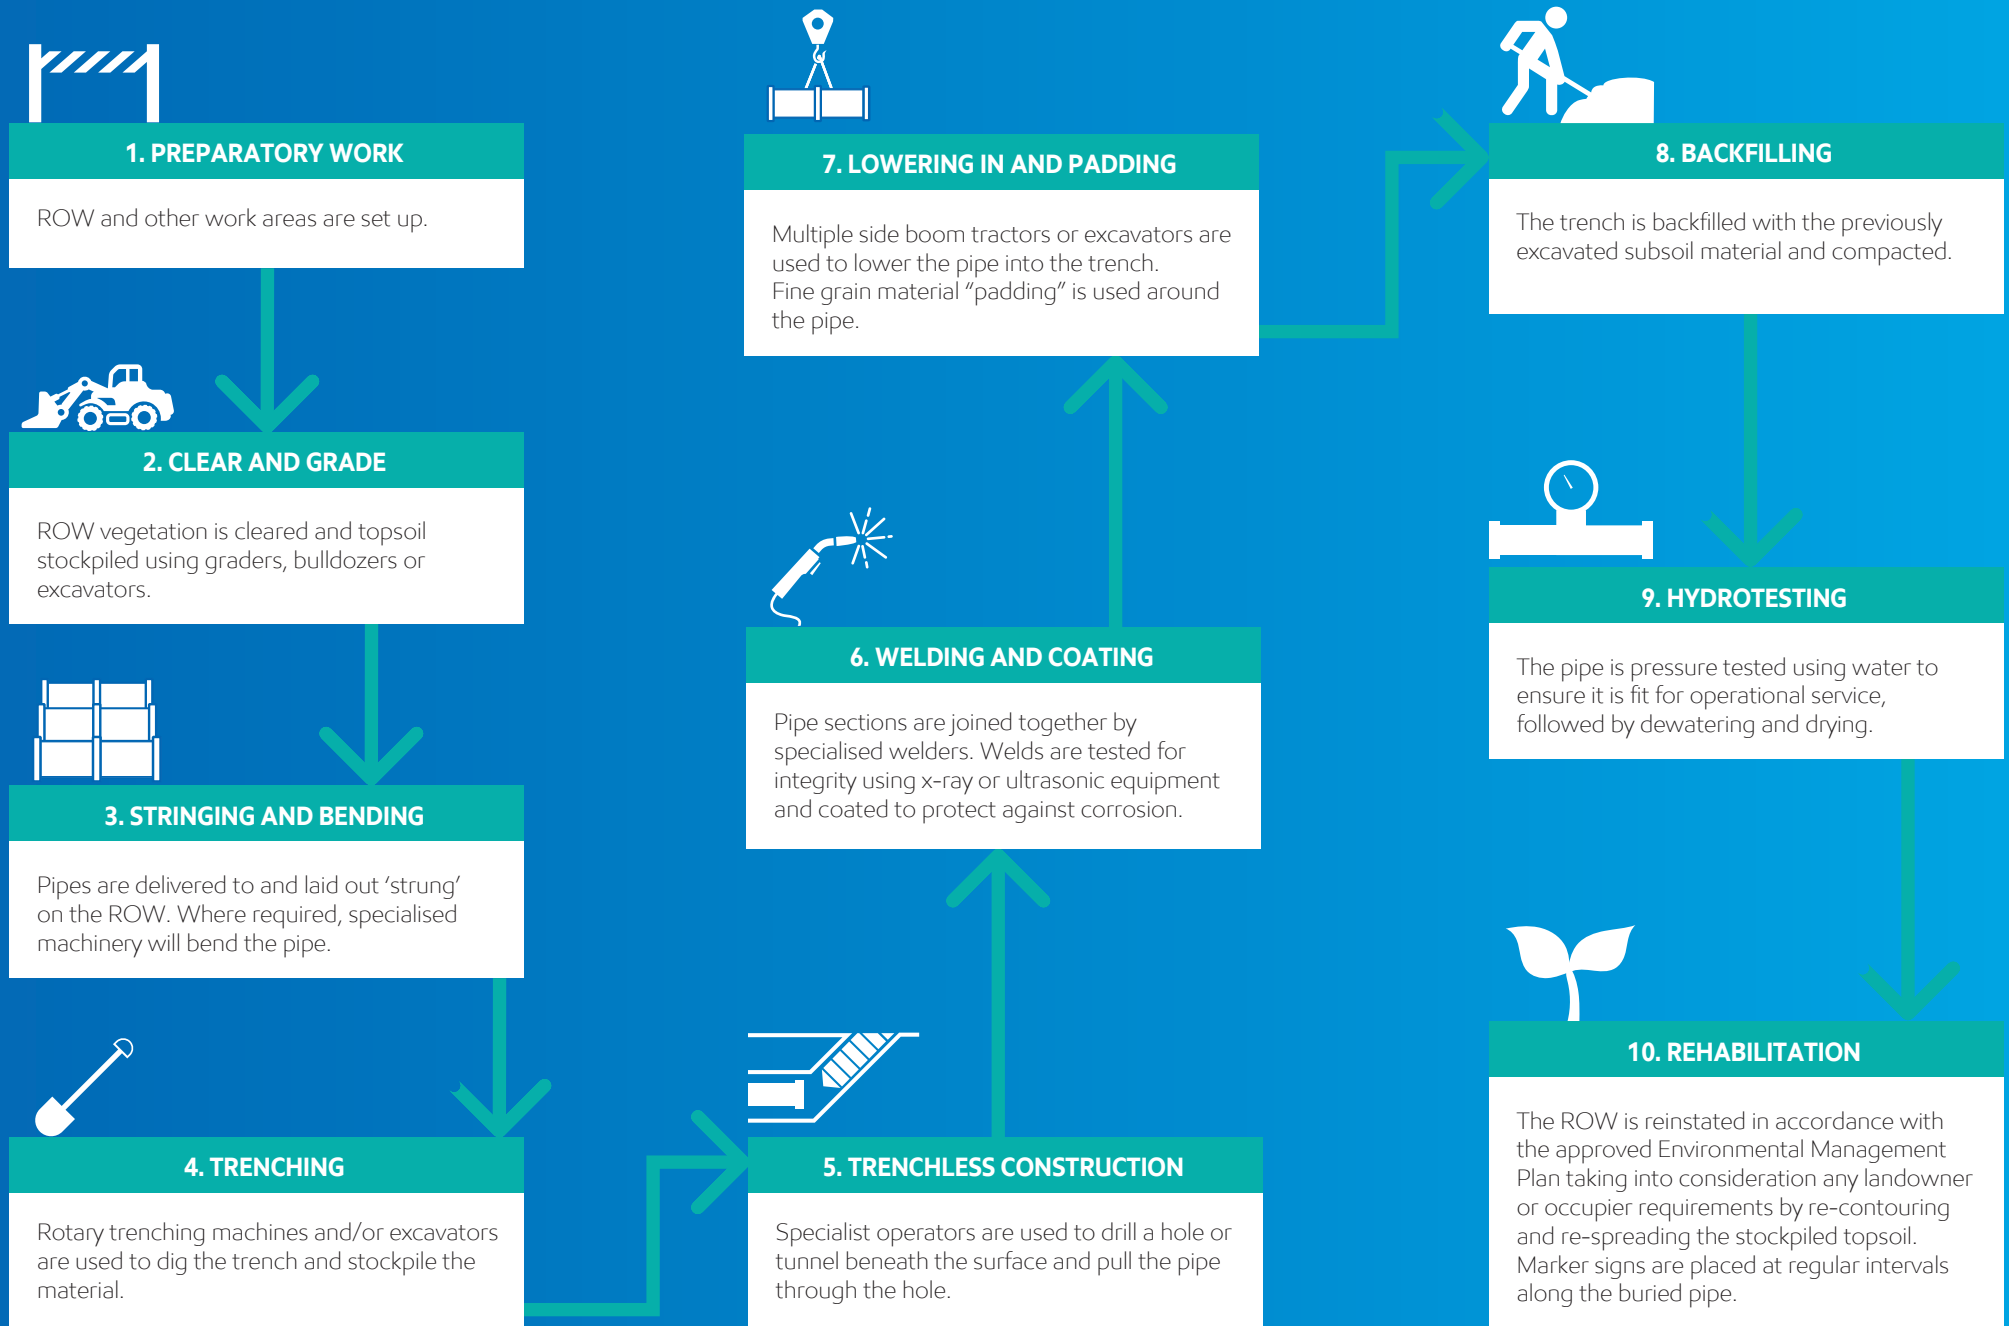 1. PREPARATORY WORK
ROW and other work areas are set up.
2. CLEAR AND GRADE
ROW vegetation is cleared and topsoil
stockpiled using graders, bulldozers or
excavators.
3. STRINGING AND BENDING
Pipes are delivered to and laid out ‘strung’
on the ROW. Where required, specialised
machinery will bend the pipe.
4. TRENCHING
Rotary trenching machines and/or excavators
are used to dig the trench and stockpile the
material.
5. TRENCHLESS CONSTRUCTION
Specialist operators are used to drill a hole or
tunnel beneath the surface and pull the pipe
through the hole.
6. WELDING AND COATING
Pipe sections are joined together by
specialised welders. Welds are tested for
integrity using x-ray or ultrasonic equipment
and coated to protect against corrosion.
7. LOWERING IN AND PADDING
Multiple side boom tractors or excavators are
used to lower the pipe into the trench.
Fine grain material “padding” is used around
the pipe.
8. BACKFILLING
The trench is backfilled with the previously
excavated subsoil material and compacted.
9. HYDROTESTING
The pipe is pressure tested using water to
ensure it is fit for operational service,
followed by dewatering and drying.
10. REHABILITATION
The ROW is reinstated in accordance with
the approved Environmental Management
Plan taking into consideration any landowner
or occupier requirements by re-contouring
and re-spreading the stockpiled topsoil.
Marker signs are placed at regular intervals
along the buried pipe.